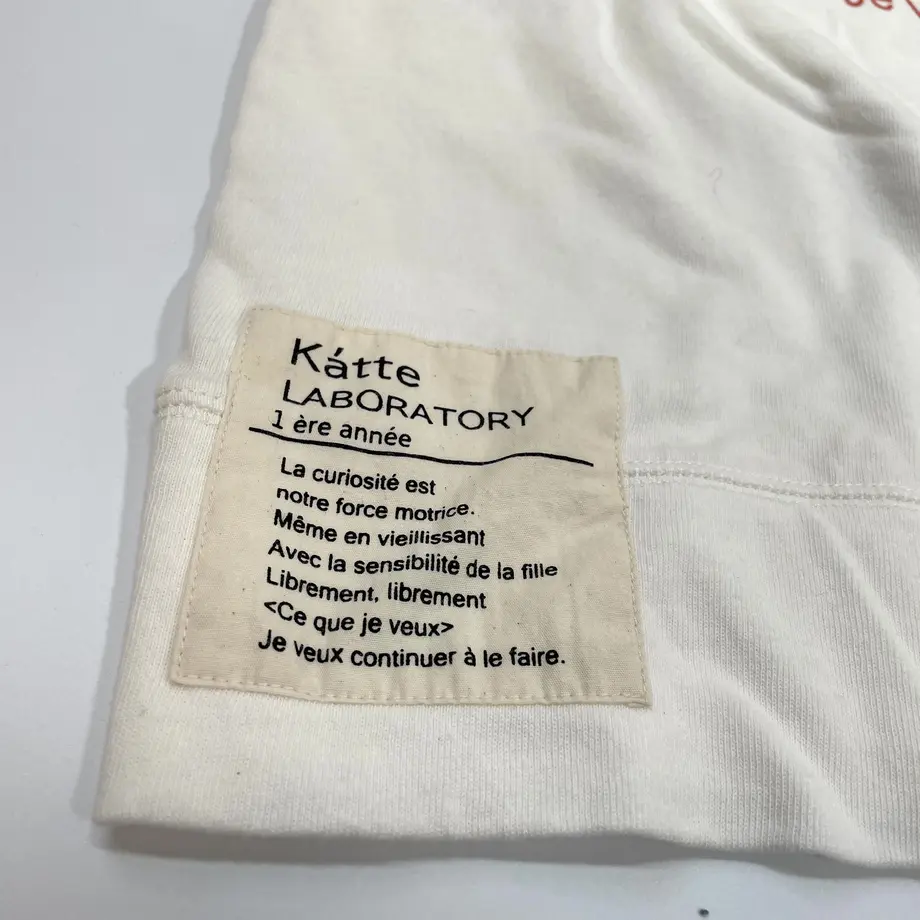 Kátte
LABORATORY
1 ère année
La curiosité est
notre force motrice.
Même en vieillissant
Avec la sensibilité de la fille
Librement, librement
<Ce que je veux>
Je veux continuer à le faire.